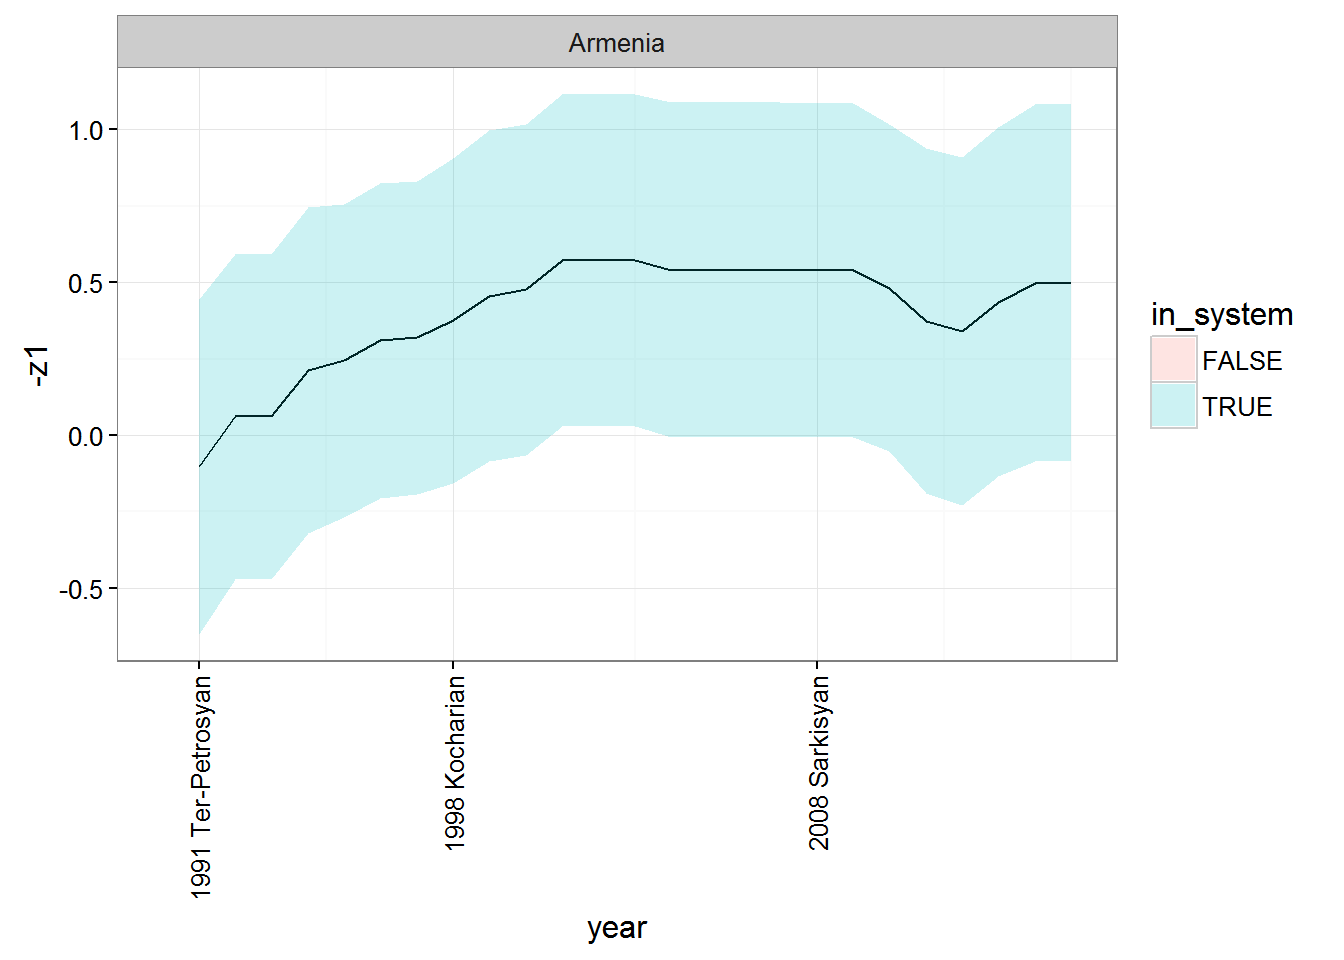 Armenia
1.0
0.5
0.0
-0.5
-z1
1991 Ter-Petrosyan
1998 Kocharian
2008 Sarkisyan
year
in_system
FALSE
TRUE